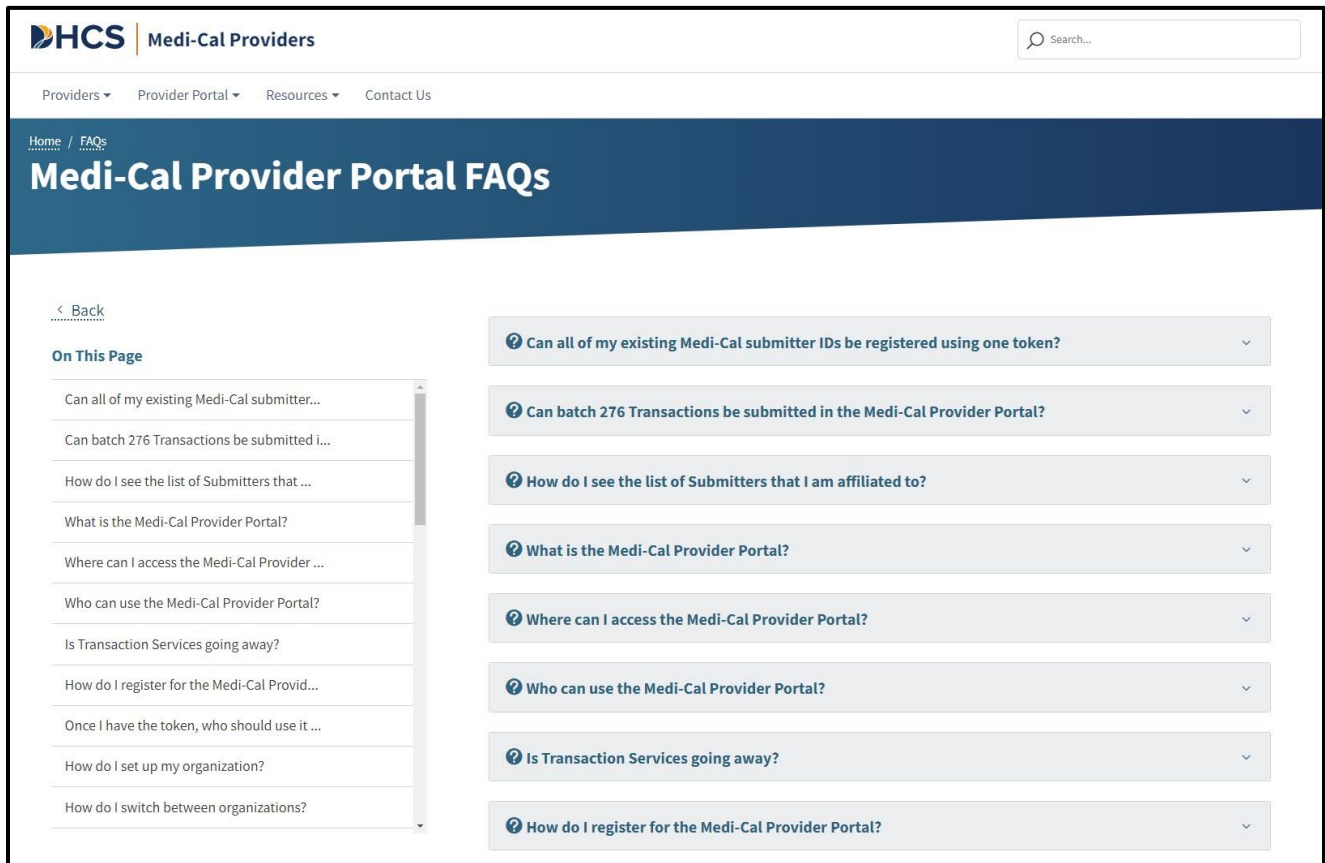 DHCS Medi-Cal Providers
Search...
Providers Provider Portal Resources Contact Us
Home / FAQs
Medi-Cal Provider Portal FAQs
< Back
On This Page
Can all of my existing Medi-Cal submitter...
Can batch 276 Transactions be submitted i...
How do I see the list of Submitters that ...
What is the Medi-Cal Provider Portal?
Where can I access the Medi-Cal Provider ...
Who can use the Medi-Cal Provider Portal?
Is Transaction Services going away?
How do I register for the Medi-Cal Provid...
Once I have the token, who should use it ...
How do I set up my organization?
How do I switch between organizations?
Can all of my existing Medi-Cal submitter IDs be registered using one token?
Can batch 276 Transactions be submitted in the Medi-Cal Provider Portal?
How do I see the list of Submitters that I am affiliated to?
What is the Medi-Cal Provider Portal?
Where can I access the Medi-Cal Provider Portal?
Who can use the Medi-Cal Provider Portal?
Is Transaction Services going away?
How do I register for the Medi-Cal Provider Portal?